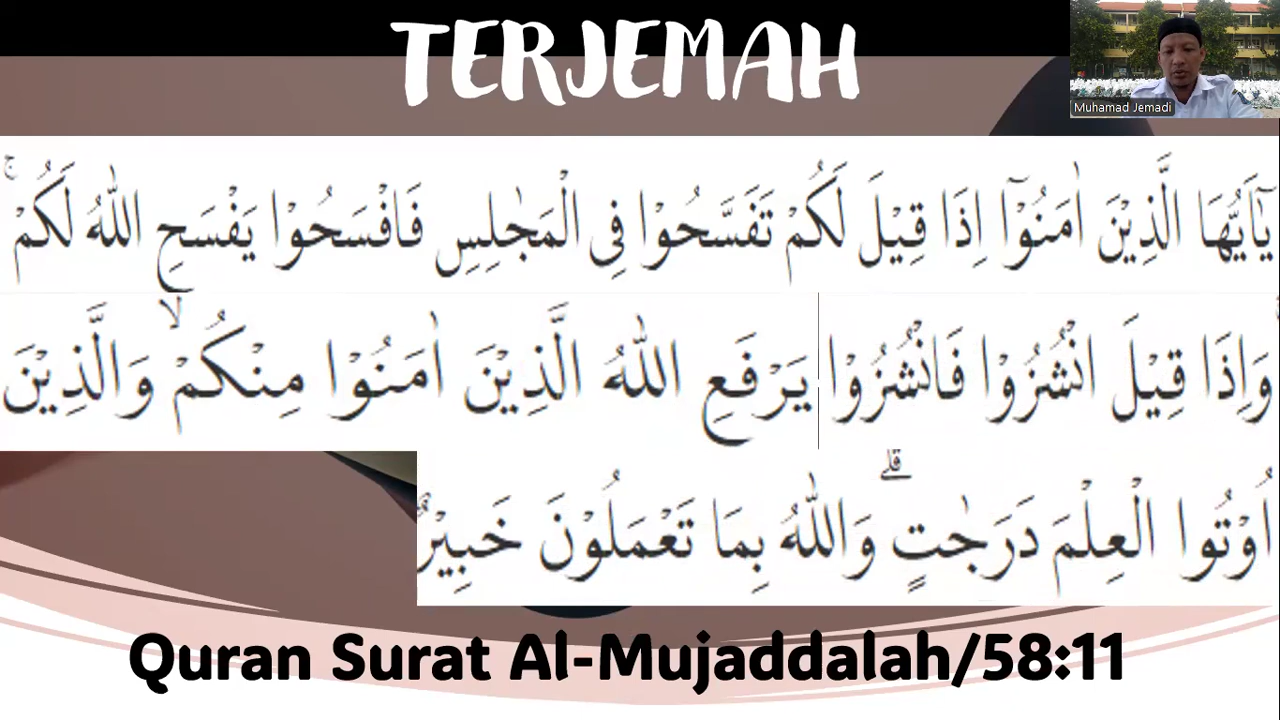 TERJEMAH
Muhamad Jemadi
يٰٓاَيُّهَا الَّذِيْنَ اٰمَنُوْٓا اِذَا قِيْلَ لَكُمْ تَفَسَّحُوْا فِى الْمَجٰلِسِ فَافْسَحُوْا يَفْسَحِ اللّٰهُ لَكُمْۚ
وَاِذَا قِيْلَ انْشُزُوْا فَانْشُزُوْا يَرْفَعِ اللّٰهُ الَّذِيْنَ اٰمَنُوْا مِنْكُمْۙ وَالَّذِيْنَ
اُوْتُوا الْعِلْمَ دَرَجٰتٍۗ وَاللّٰهُ بِمَا تَعْمَلُوْنَ خَبِيْرٌ
Quran Surat Al-Mujaddalah/58:11